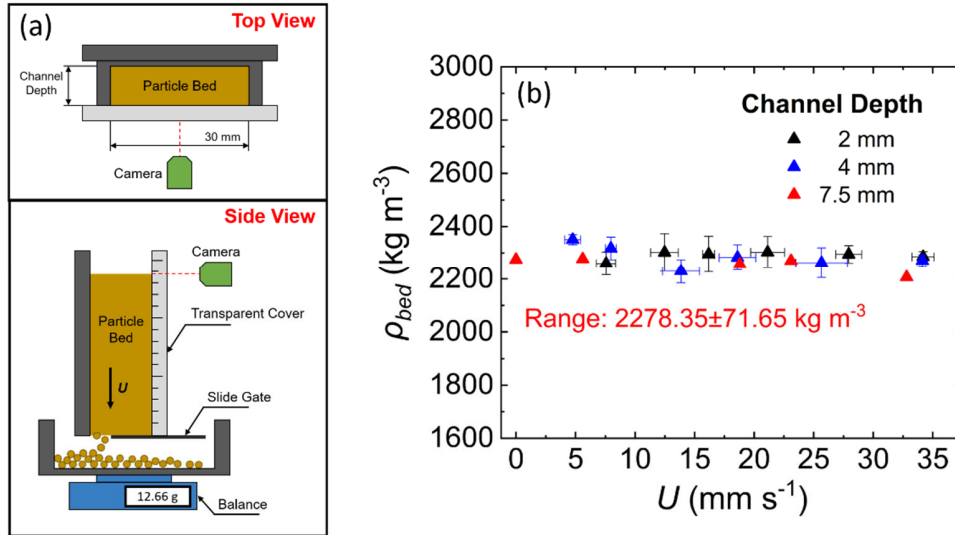 (a)
Top View
Channel
Depth
Particle Bed
30 mm
Camera
Side View
Camera
Transparent Cover
Particle
Bed
U
Slide Gate
12.66 g
Balance
(b)
Channel Depth
2 mm
4 mm
7.5 mm
Range: 2278.35±71.65 kg m⁻³
ρbed (kg m⁻³)
3000
2800
2600
2400
2200
2000
1800
1600
0 5 10 15 20 25 30 35
U (mm s⁻¹)